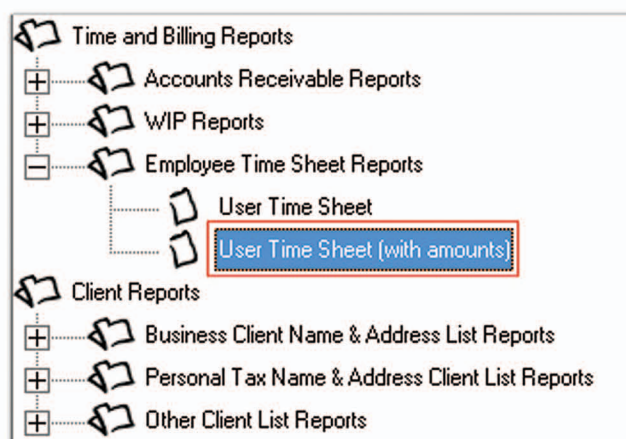 Time and Billing Reports
Accounts Receivable Reports
WIP Reports
Employee Time Sheet Reports
User Time Sheet
User Time Sheet (with amounts)
Client Reports
Business Client Name & Address List Reports
Personal Tax Name & Address Client List Reports
Other Client List Reports